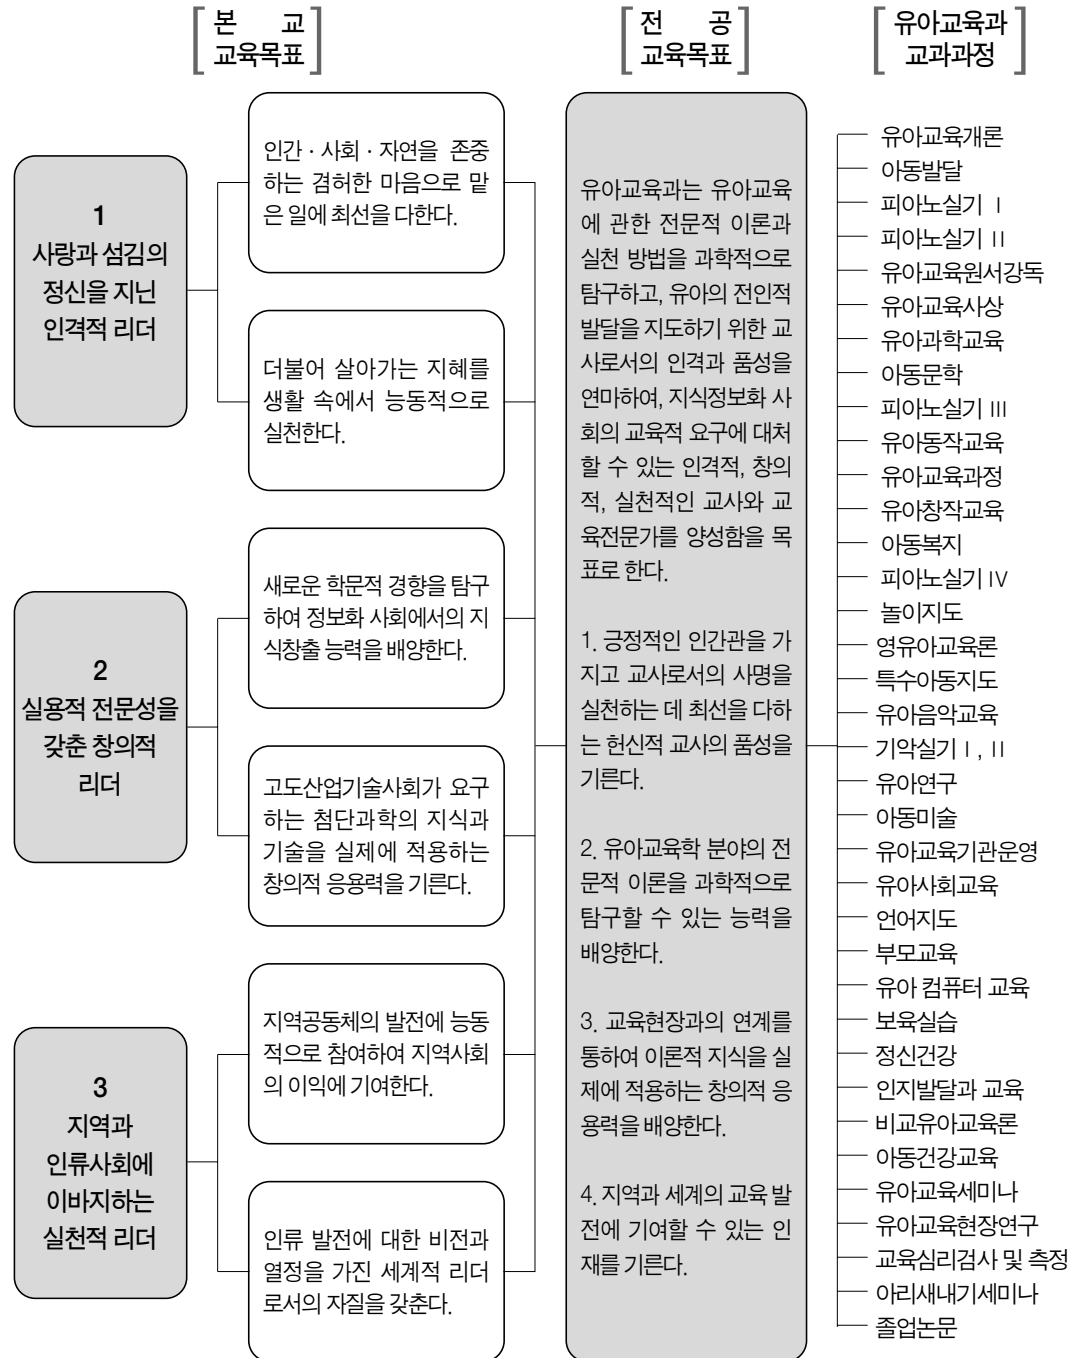 본 교
교육목표
전 공
교육목표
유아교육과
교과과정
1
사랑과 섬김의
정신을 지닌
인격적 리더
인간 · 사회 · 자연을 존중
하는 겸허한 마음으로 맡
은 일에 최선을 다한다.
더불어 살아가는 지혜를
생활 속에서 능동적으로
실천한다.
2
실용적 전문성을
갖춘 창의적
리더
새로운 학문적 경향을 탐구
하여 정보화 사회에서의 지
식창출 능력을 배양한다.
고도산업기술사회가 요구
하는 첨단과학의 지식과
기술을 실제에 적용하는
창의적 응용력을 기른다.
3
지역과
인류사회에
이바지하는
실천적 리더
지역공동체의 발전에 능동
적으로 참여하여 지역사회
의 이익에 기여한다.
인류 발전에 대한 비전과
열정을 가진 세계적 리더
로서의 자질을 갖춘다.
유아교육과는 유아교육
에 관한 전문적 이론과
실천 방법을 과학적으로
탐구하고, 유아의 전인적
발달을 지도하기 위한 교
사로서의 인격과 품성을
연마하여, 지식정보화 사
회의 교육적 요구에 대처
할 수 있는 인격적, 창의
적, 실천적인 교사와 교
육전문가를 양성함을 목
표로 한다.
1. 긍정적인 인간관을 가
지고 교사로서의 사명을
실천하는 데 최선을 다하
는 헌신적 교사의 품성을
기른다.
2. 유아교육학 분야의 전
문적 이론을 과학적으로
탐구할 수 있는 능력을
배양한다.
3. 교육현장과의 연계를
통하여 이론적 지식을 실
제에 적용하는 창의적 응
용력을 배양한다.
4. 지역과 세계의 교육 발
전에 기여할 수 있는 인
재를 기른다.
유아교육개론
아동발달
피아노실기 Ⅰ
피아노실기 Ⅱ
유아교육원서강독
유아교육사상
유아과학교육
아동문학
피아노실기 Ⅲ
유아동작교육
유아교육과정
유아창작교육
아동복지
피아노실기 Ⅳ
놀이지도
영유아교육론
특수아동지도
유아음악교육
기악실기 Ⅰ, Ⅱ
유아연구
아동미술
유아교육기관운영
유아사회교육
언어지도
부모교육
유아 컴퓨터 교육
보육실습
정신건강
인지발달과 교육
비교유아교육론
아동건강교육
유아교육세미나
유아교육현장연구
교육심리검사 및 측정
아리새내기세미나
졸업논문